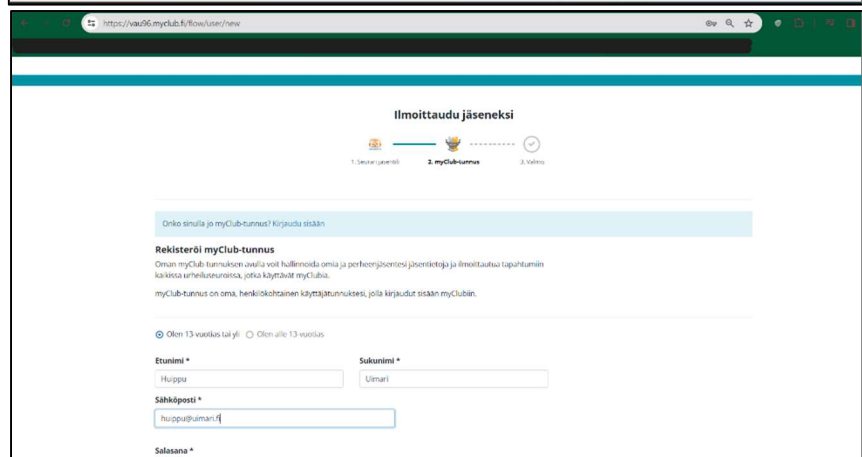 https://vau96.myclub.fi/flow/user/new
Ilmoittaudu jäseneksi
1. Seuran jäsentili 2. myClub-tunnus 3. Valmis
Onko sinulla jo myClub-tunnus? Kirjaudu sisään
Rekisteröi myClub-tunnus
Oman myClub-tunnuksen avulla voit hallinnoida omia ja perheenjäsentesi jäsentietoja ja ilmoittautua tapahtumiin
kaikissa urheiluseuroissa, jotka käyttävät myClubia.
myClub-tunnus on oma, henkilökohtainen käyttäjätunnuksesi, jolla kirjaudut sisään myClubiin.
Olen 13-vuotias tai yli Olen alle 13-vuotias
Etunimi * Sukunimi *
Huippu Uimari
Sähköposti *
huippu@uimari.fi
Salasana *